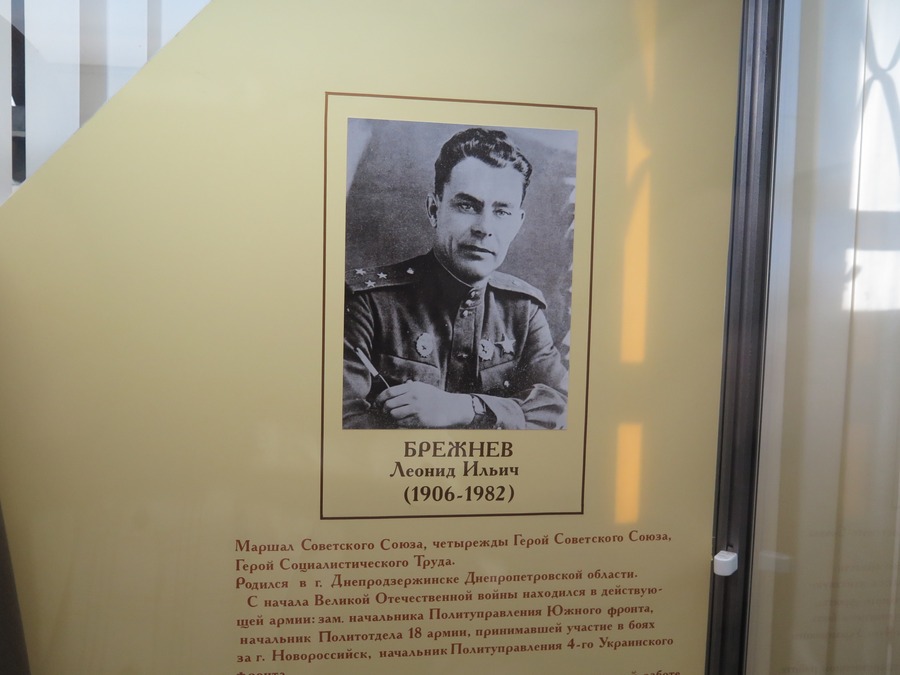 БРЕЖНЕВ
Леонид Ильич
(1906-1982)
Маршал Советского Союза, четырежды Герой Советского Союза,
Герой Социалистического Труда.
Родился в г. Днепродзержинске Днепропетровской области.
С начала Великой Отечественной войны находился в действую-
щей армии: зам. начальника Политуправления Южного фронта,
начальник Политотдела 18 армии, принимавшей участие в боях
за г. Новороссийск, начальник Политуправления 4-го Украинского
фронта